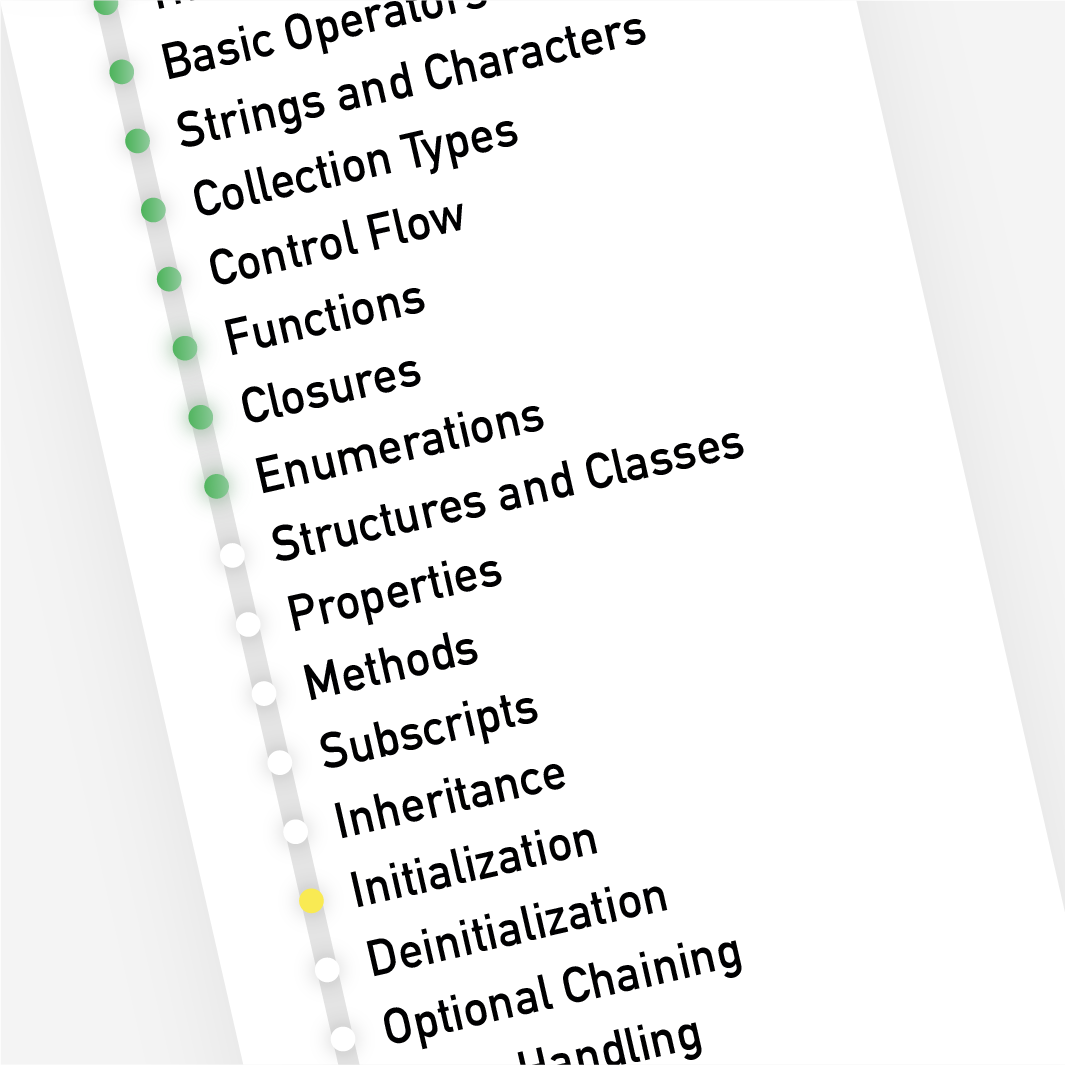 Basic Operators
Strings and Characters
Collection Types
Control Flow
Functions
Closures
Enumerations
Structures and Classes
Properties
Methods
Subscripts
Inheritance
Initialization
Deinitialization
Optional Chaining
Handling